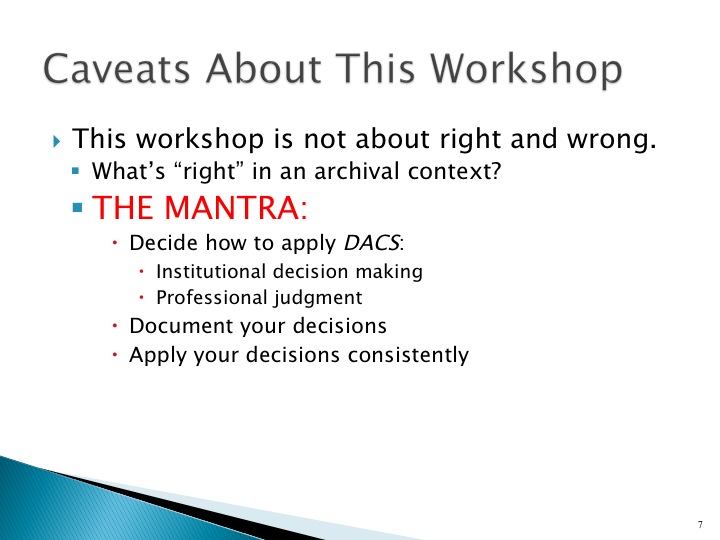 Caveats About This Workshop
This workshop is not about right and wrong.
What’s “right” in an archival context?
THE MANTRA:
Decide how to apply DACS:
Institutional decision making
Professional judgment
Document your decisions
Apply your decisions consistently
7